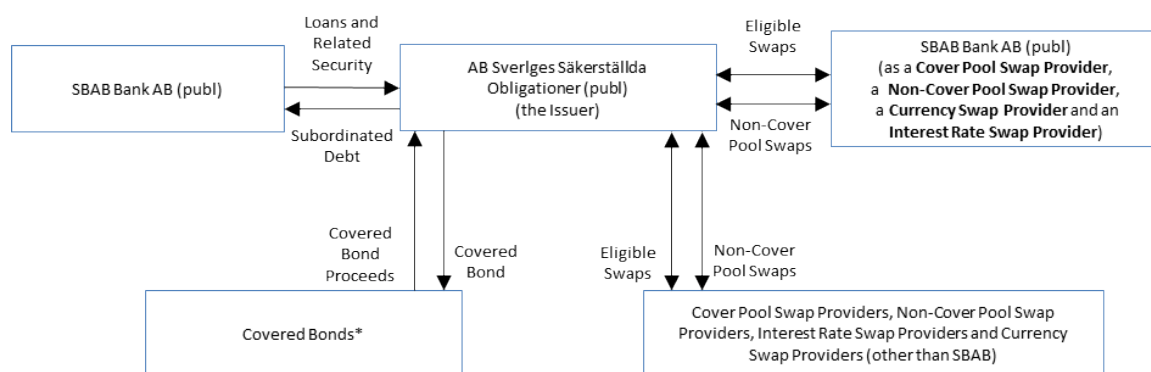 Loans and
Related
Security
SBAB Bank AB (publ)
Subordinated
Debt
AB Sverlges Säkerställda
Obligationer (publ)
(the Issuer)
Eligible
Swaps
Non-Cover
Pool Swaps
SBAB Bank AB (publ)
(as a Cover Pool Swap Provider,
a Non-Cover Pool Swap Provider,
a Currency Swap Provider and an
Interest Rate Swap Provider)
Covered
Bond
Proceeds
Covered
Bond
Eligible
Swaps
Non-Cover
Pool Swaps
Covered Bonds*
Cover Pool Swap Providers, Non-Cover Pool Swap
Providers, Interest Rate Swap Providers and Currency
Swap Providers (other than SBAB)